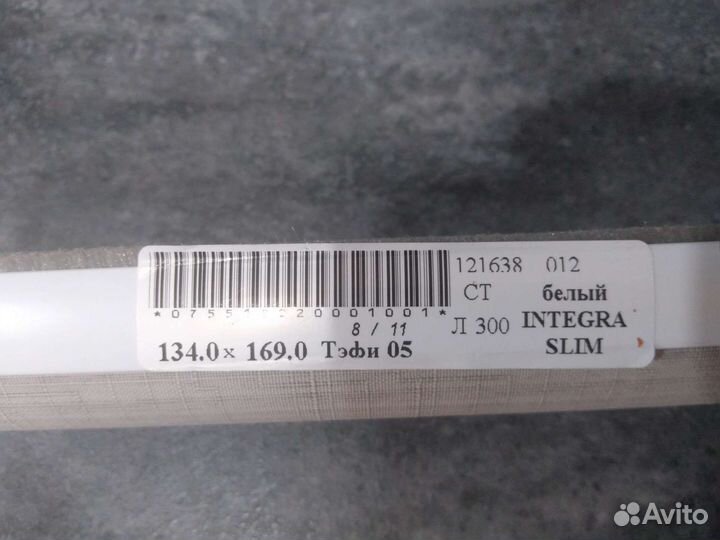 121638 012
СТ белый
Л 300 INTEGRA
SLIM
8 / 11
134.0 x 169.0 Тэфи 05
Avito